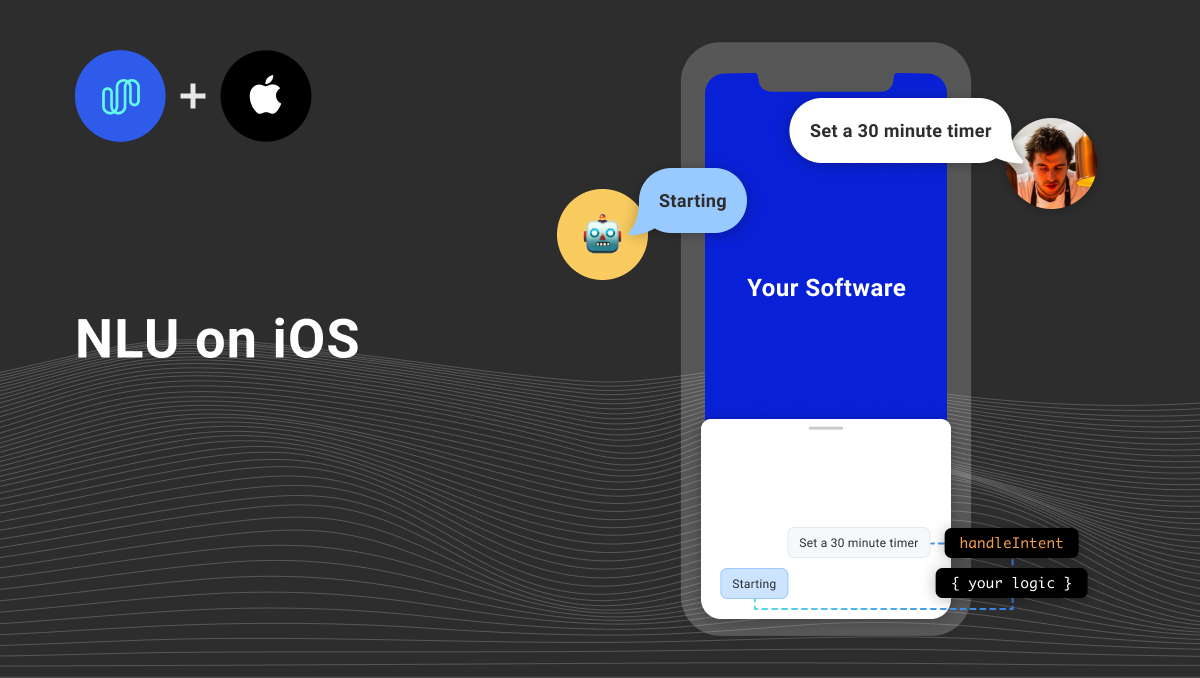 NLU on iOS
Set a 30 minute timer
Starting
Your Software
Set a 30 minute timer
handleIntent
{ your logic }
Starting